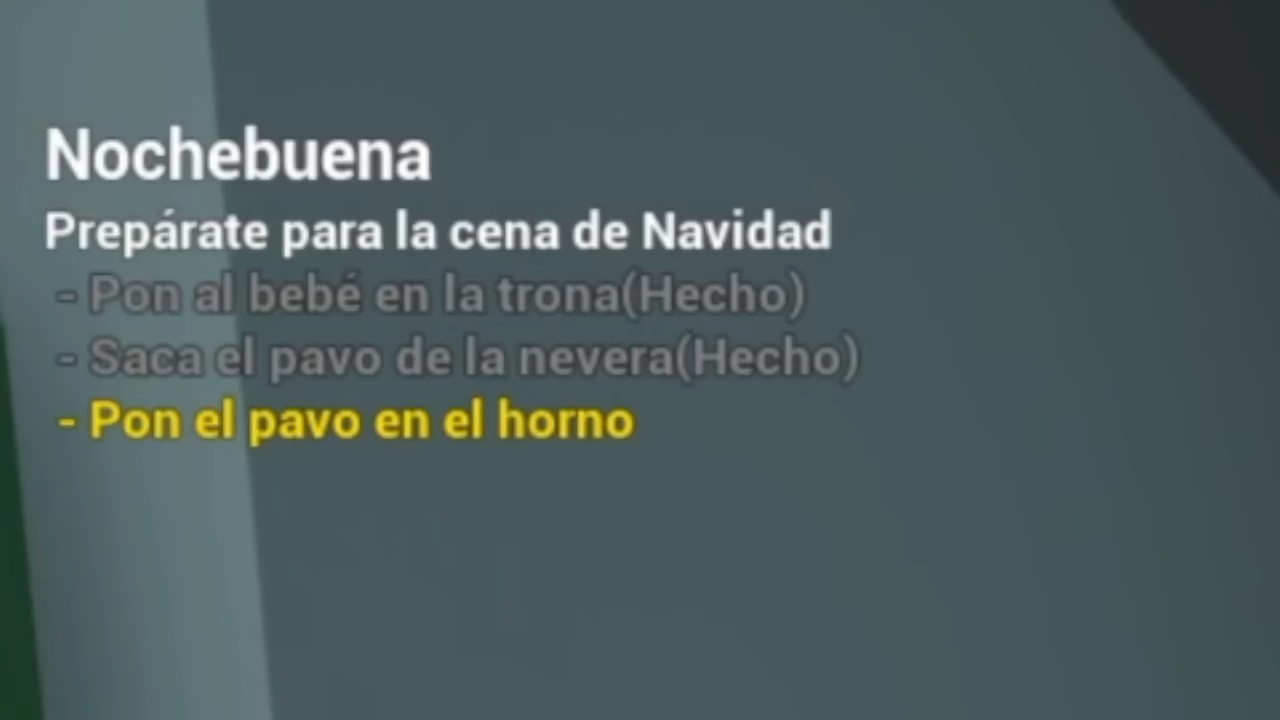 Nochebuena
Prepárate para la cena de Navidad
- Pon al bebé en la trona(Hecho)
- Saca el pavo de la nevera(Hecho)
- Pon el pavo en el horno